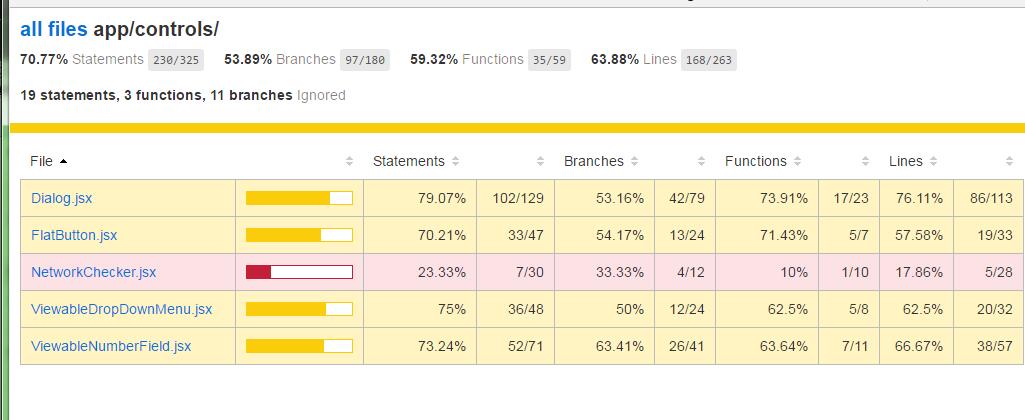 all files app/controls/
70.77% Statements 230/325 53.89% Branches 97/180 59.32% Functions 35/59 63.88% Lines 168/263
19 statements, 3 functions, 11 branches Ignored
File Statements Branches Functions Lines
Dialog.jsx 79.07% 102/129 53.16% 42/79 73.91% 17/23 76.11% 86/113
FlatButton.jsx 70.21% 33/47 54.17% 13/24 71.43% 5/7 57.58% 19/33
NetworkChecker.jsx 23.33% 7/30 33.33% 4/12 10% 1/10 17.86% 5/28
ViewableDropDownMenu.jsx 75% 36/48 50% 12/24 62.5% 5/8 62.5% 20/32
ViewableNumberField.jsx 73.24% 52/71 63.41% 26/41 63.64% 7/11 66.67% 38/57